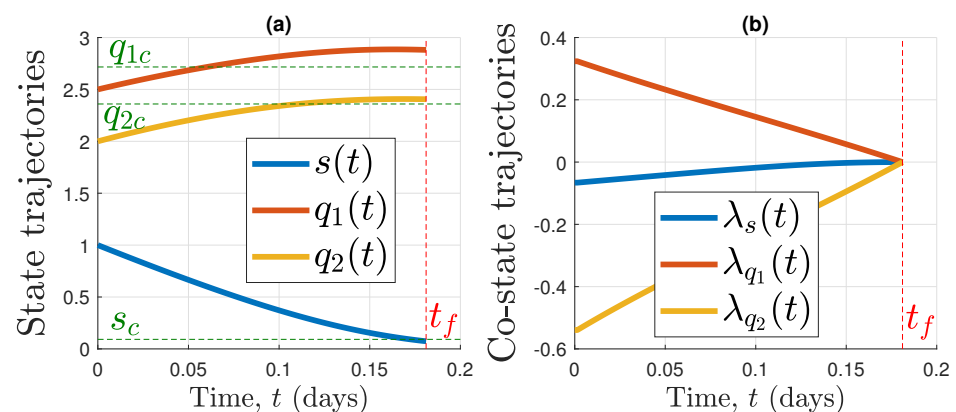 (a)
State trajectories
3
2.5
2
1.5
1
0.5
0
q1c
q2c
s(t)
q1(t)
q2(t)
sc
tf
0 0.05 0.1 0.15 0.2
Time, t (days)
(b)
Co-state trajectories
0.4
0.2
0
-0.2
-0.4
-0.6
λs(t)
λq1(t)
λq2(t)
tf
0 0.05 0.1 0.15 0.2
Time, t (days)